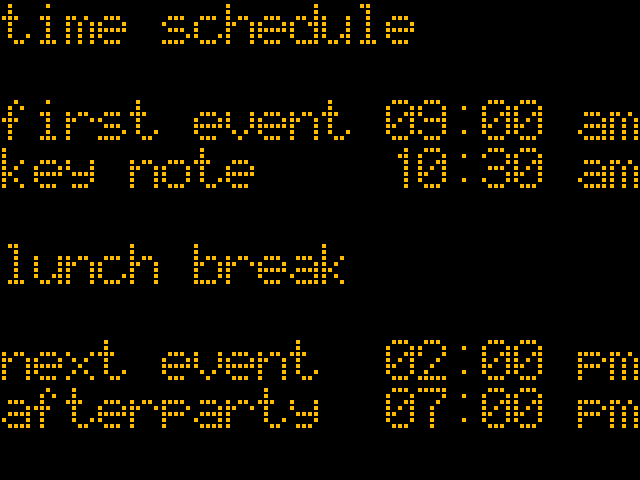 time schedule
first event 09:00 am
key note 10:30 am
lunch break
next event 02:00 pm
afterparty 07:00 pm